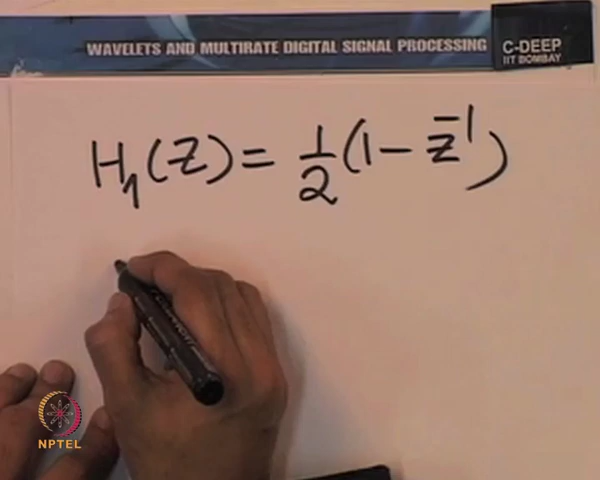 WAVELETS AND MULTIRATE DIGITAL SIGNAL PROCESSING
C-DEEP
IIT BOMBAY
H₁(Z) = 1/2 (1 - z⁻¹)
NPTEL